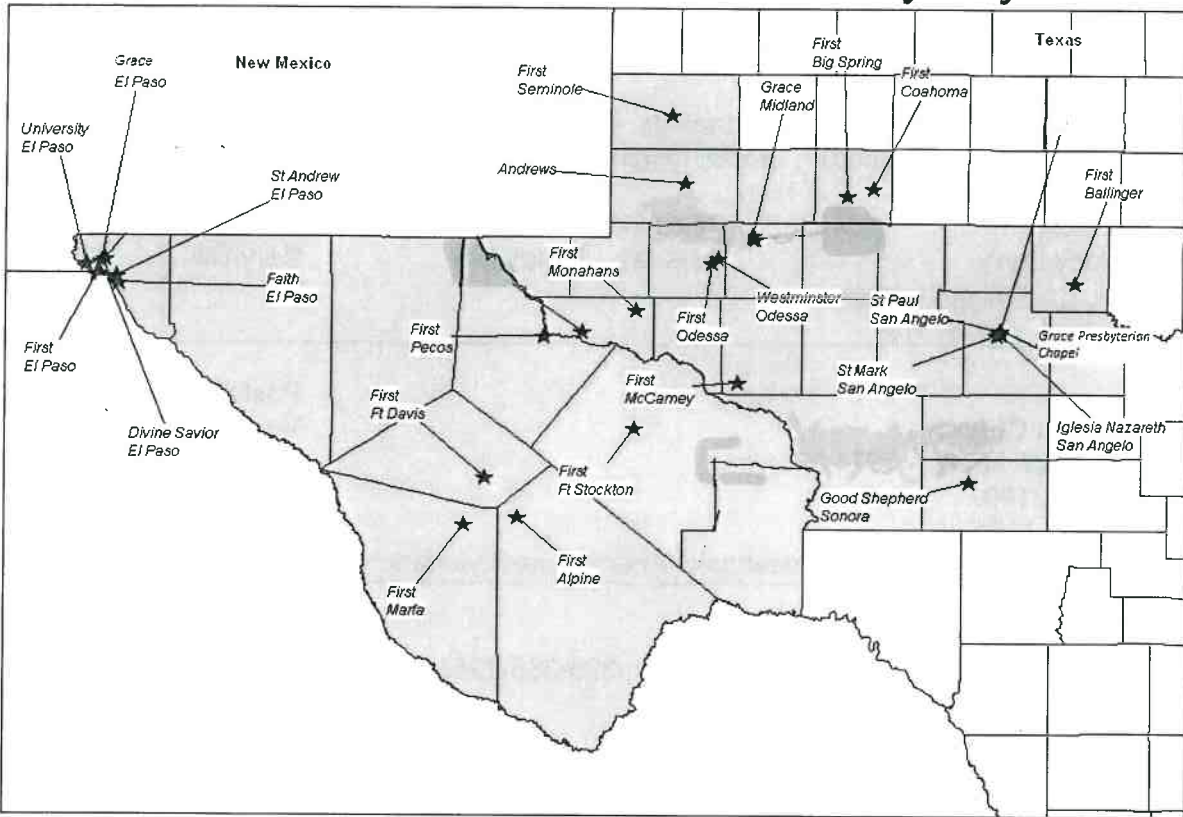 Grace
El Paso
New Mexico
University
El Paso
St Andrew
El Paso
Faith
El Paso
First
El Paso
Divine Savior
El Paso
First
Seminole
Andrews
First
Big Spring
Grace
Midland
First
Coahoma
Texas
First
Ballinger
First
Monahans
First
Pecos
First
Odessa
Westminster
Odessa
St Paul
San Angelo
Grace Presbyterian
Chapel
St Mark
San Angelo
Iglesia Nazareth
San Angelo
First
McCamey
First
Ft Davis
First
Ft Stockton
Good Shepherd
Sonora
First
Alpine
First
Marfa